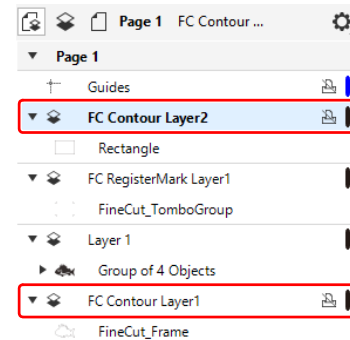 Page 1 FC Contour ...
Page 1
Guides
FC Contour Layer2
Rectangle
FC RegisterMark Layer1
FineCut_TomboGroup
Layer 1
Group of 4 Objects
FC Contour Layer1
FineCut_Frame